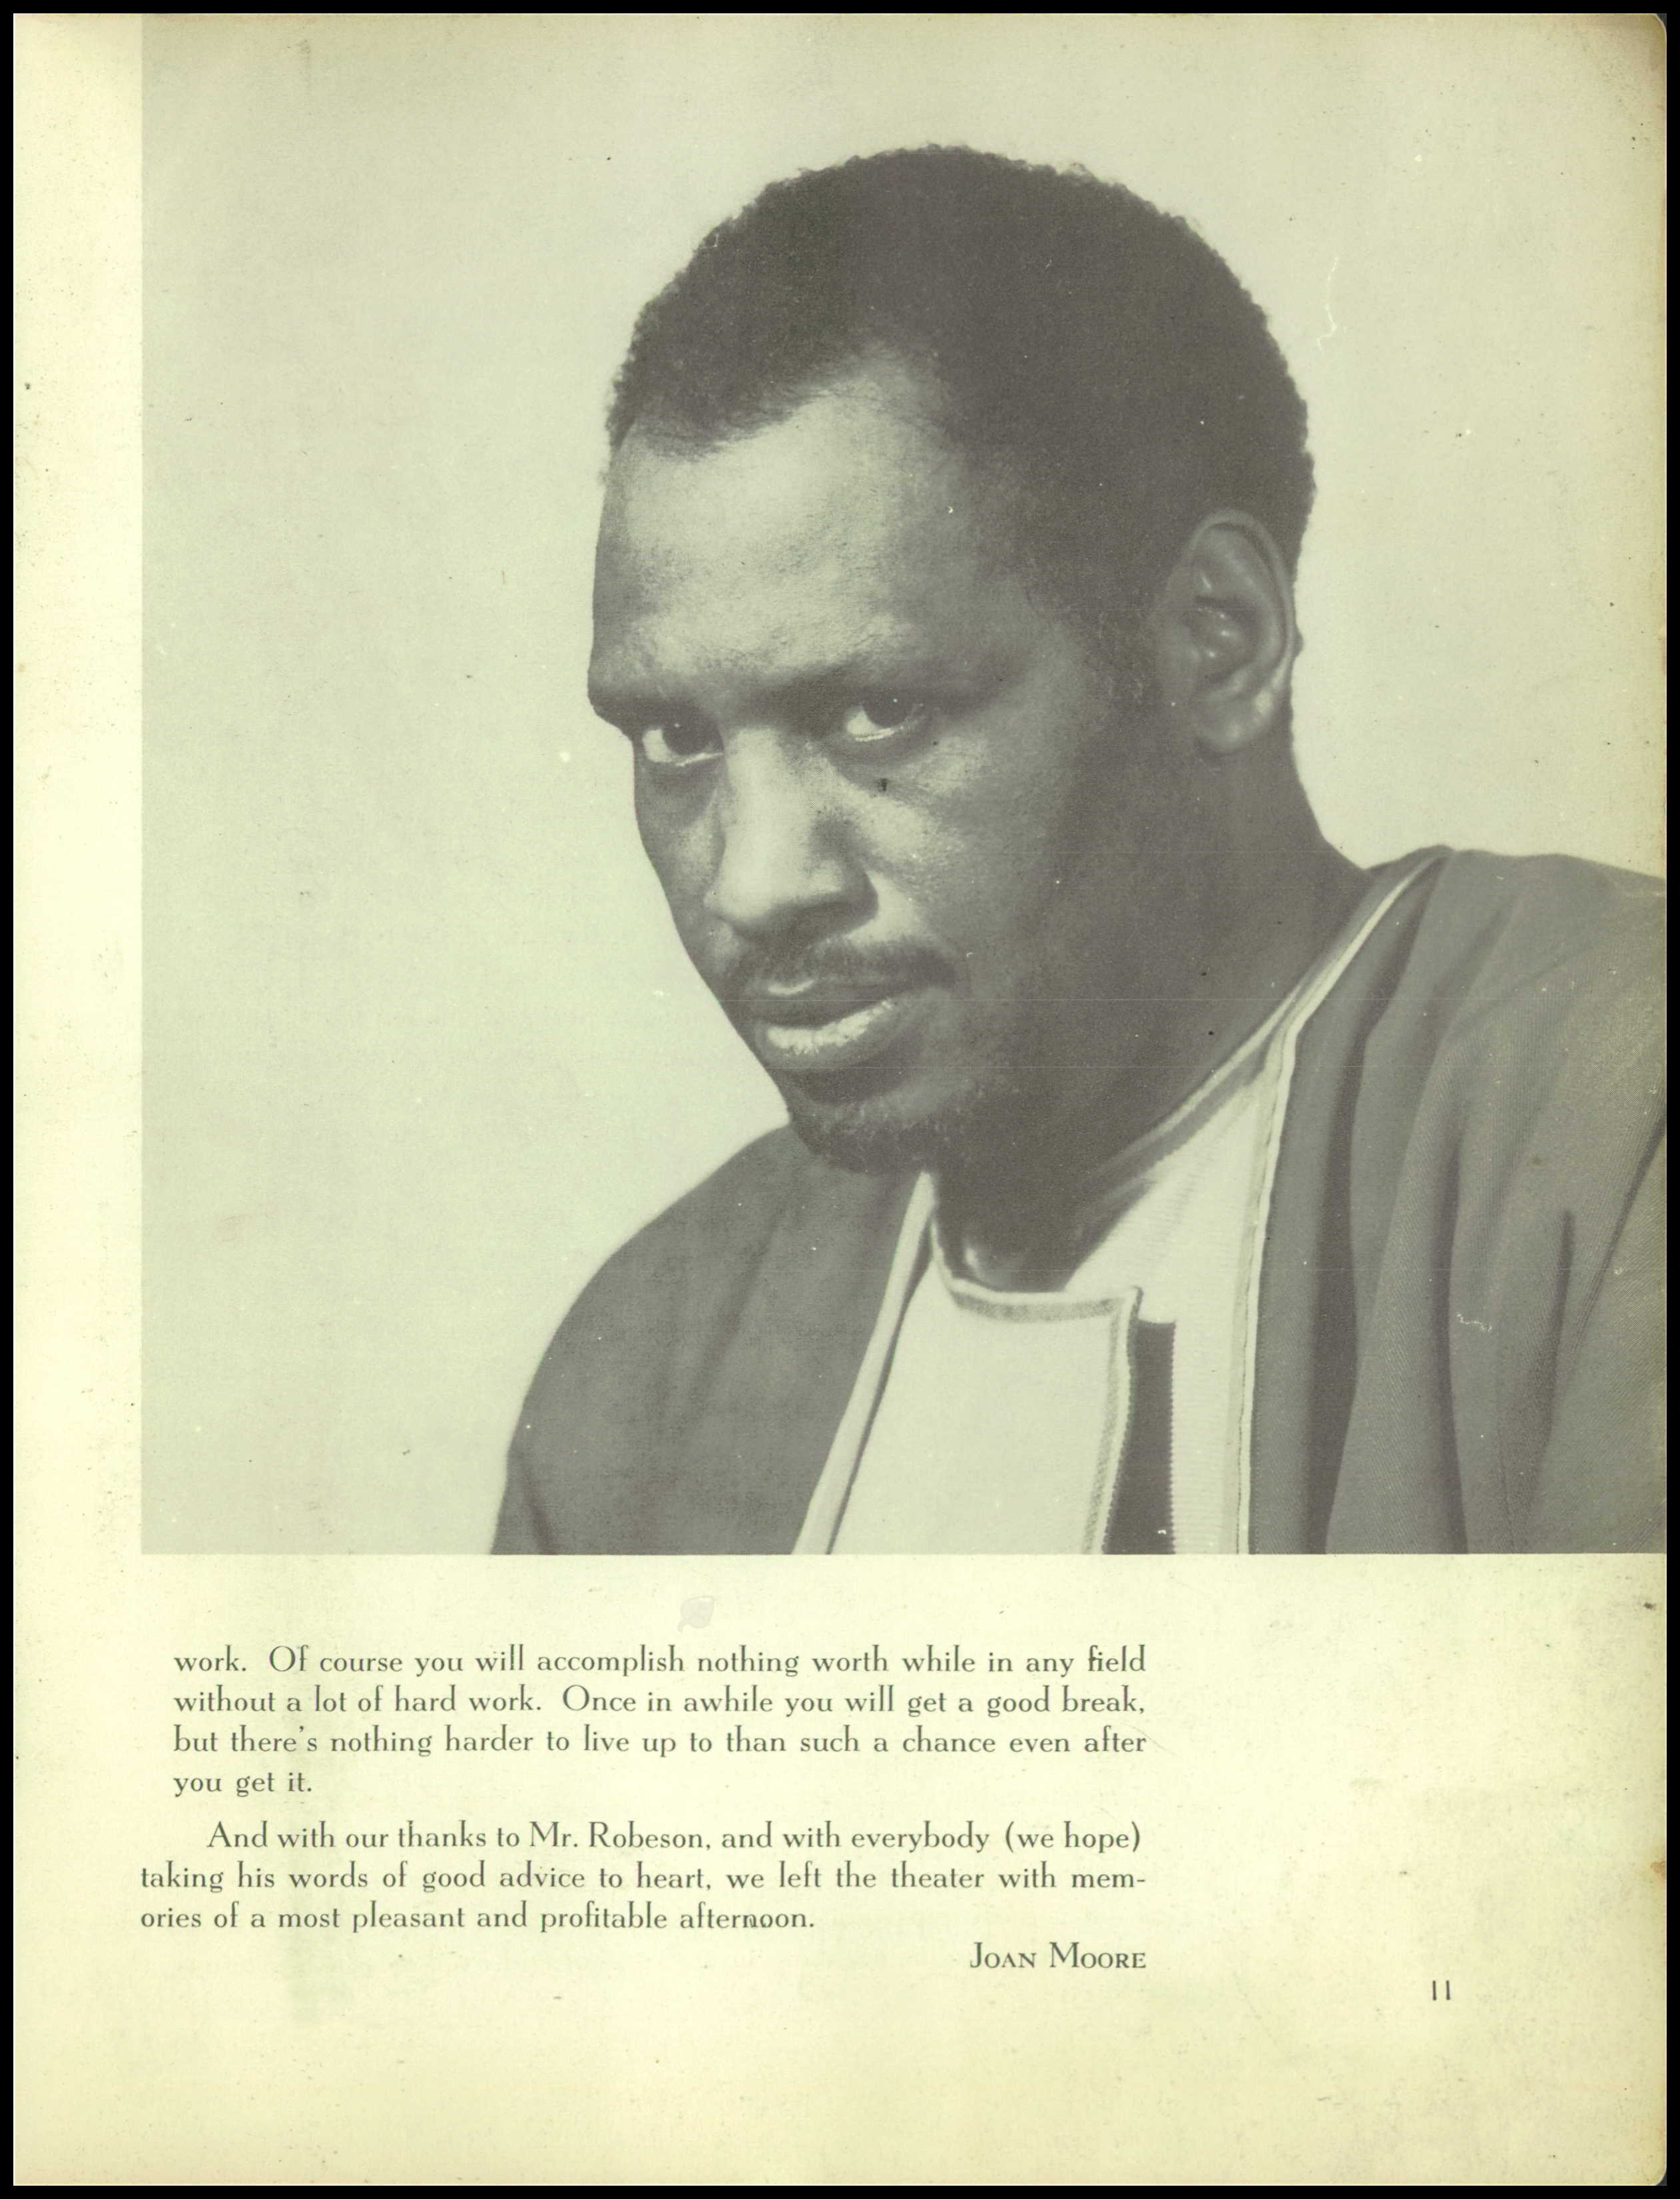 work. Of course you will accomplish nothing worth while in any field
without a lot of hard work. Once in awhile you will get a good break,
but there's nothing harder to live up to than such a chance even after
you get it.
And with our thanks to Mr. Robeson, and with everybody (we hope)
taking his words of good advice to heart, we left the theater with mem-
ories of a most pleasant and profitable afternoon.
JOAN MOORE
11